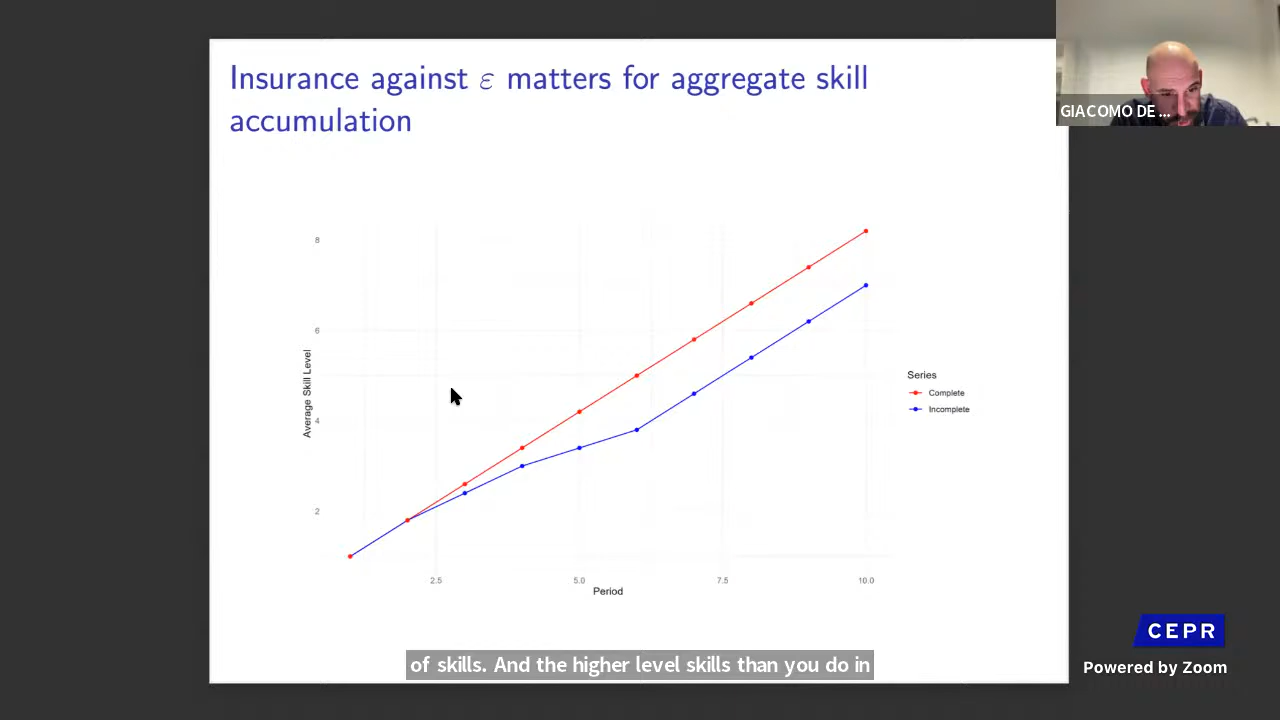 Insurance against ε matters for aggregate skill
accumulation
GIACOMO DE ...
8
6
4
2
Average Skill Level
2.5
5.0
7.5
10.0
Period
Series
Complete
Incomplete
of skills. And the higher level skills than you do in
CEPR
Powered by Zoom